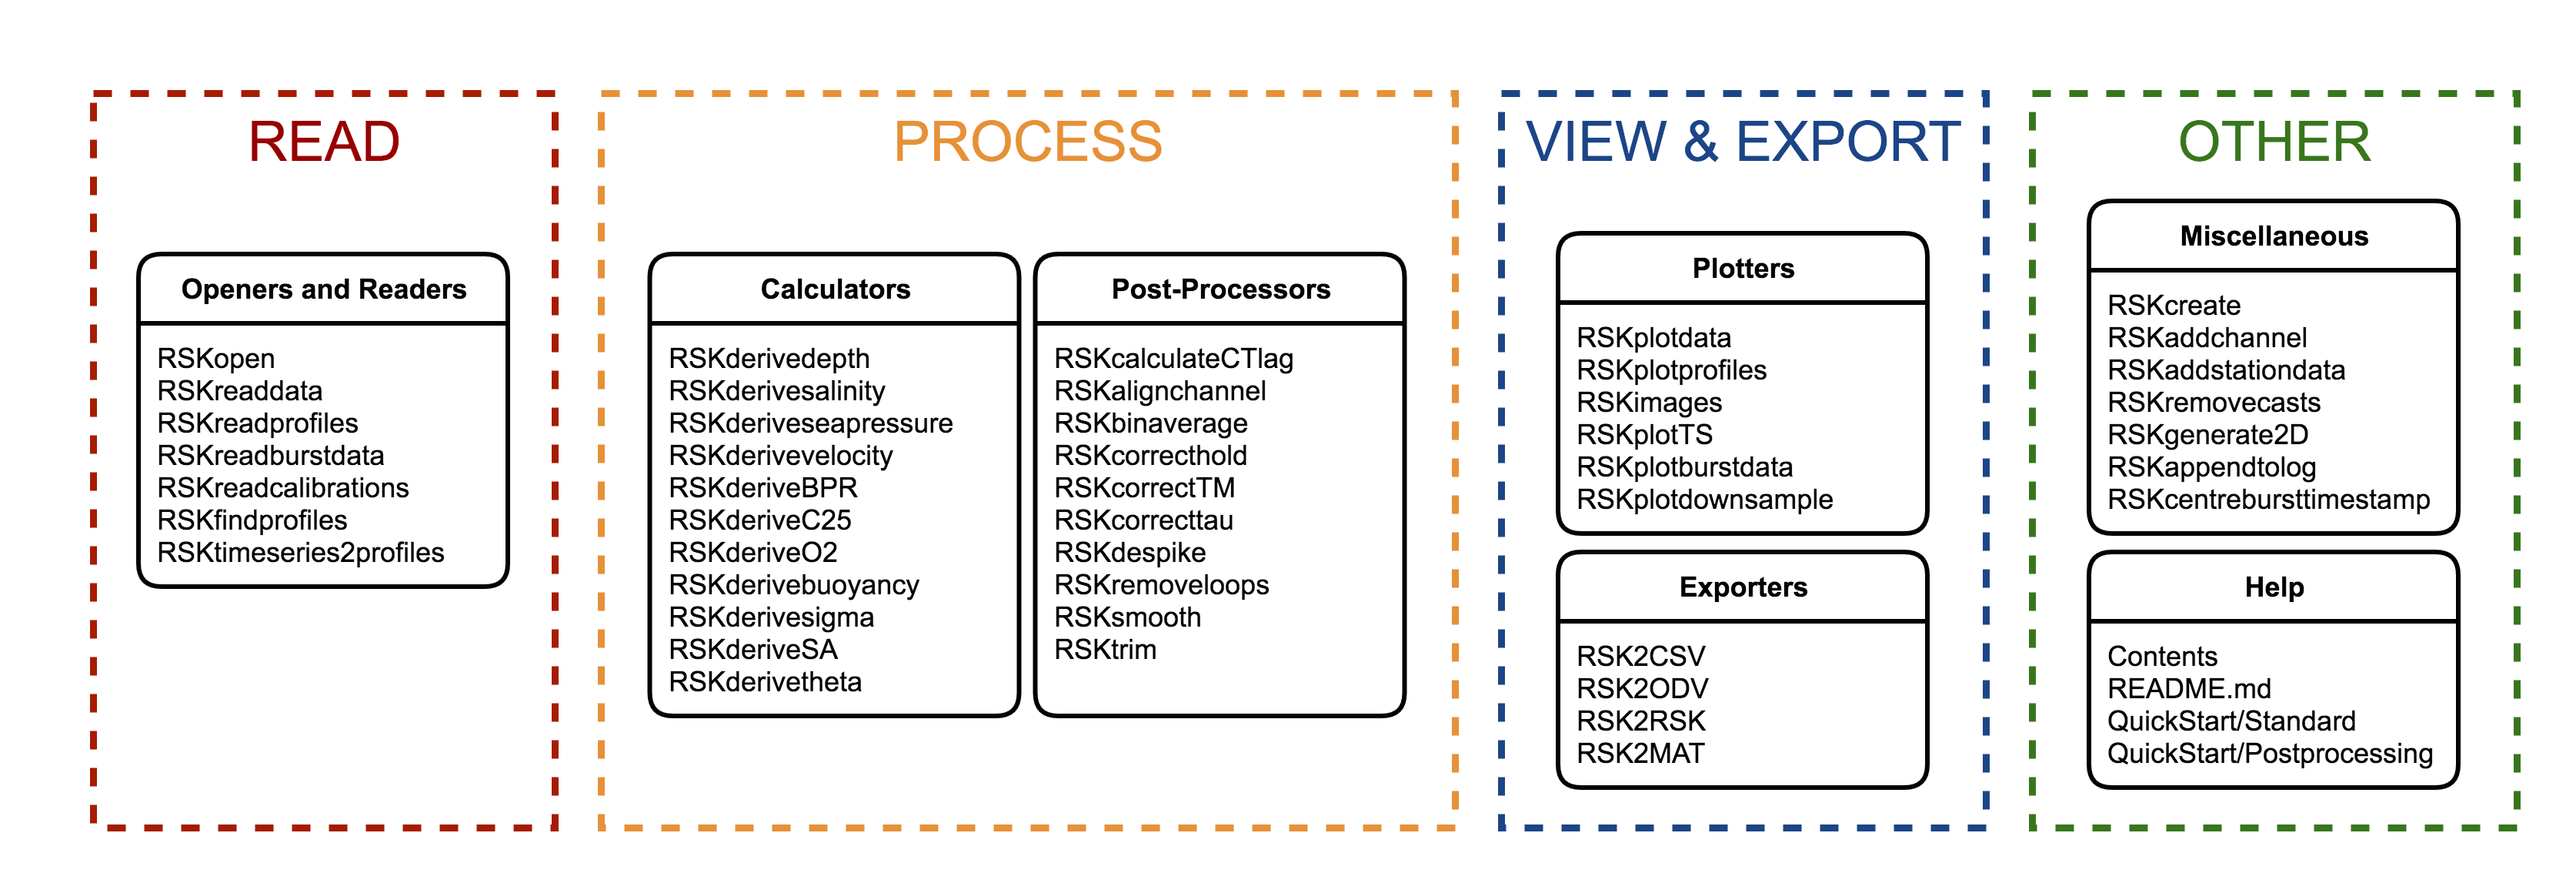 READ
Openers and Readers
RSKopen
RSKreaddata
RSKreadprofiles
RSKreadburstdata
RSKreadcalibrations
RSKfindprofiles
RSKtimeseries2profiles
PROCESS
Calculators
RSKderivedepth
RSKderivesalinity
RSKderiveseapressure
RSKderivevelocity
RSKderiveBPR
RSKderiveC25
RSKderiveO2
RSKderivebuoyancy
RSKderivesigma
RSKderiveSA
RSKderivetheta
Post-Processors
RSKcalculateCTlag
RSKalignchannel
RSKbinaverage
RSKcorrecthold
RSKcorrectTM
RSKcorrecttau
RSKdespike
RSKremoveloops
RSKsmooth
RSKtrim
VIEW & EXPORT
Plotters
RSKplotdata
RSKplotprofiles
RSKimages
RSKplotTS
RSKplotburstdata
RSKplotdownsample
Exporters
RSK2CSV
RSK2ODV
RSK2RSK
RSK2MAT
OTHER
Miscellaneous
RSKcreate
RSKaddchannel
RSKaddstationdata
RSKremovecasts
RSKgenerate2D
RSKappendtolog
RSKcentrebursttimestamp
Help
Contents
README.md
QuickStart/Standard
QuickStart/Postprocessing